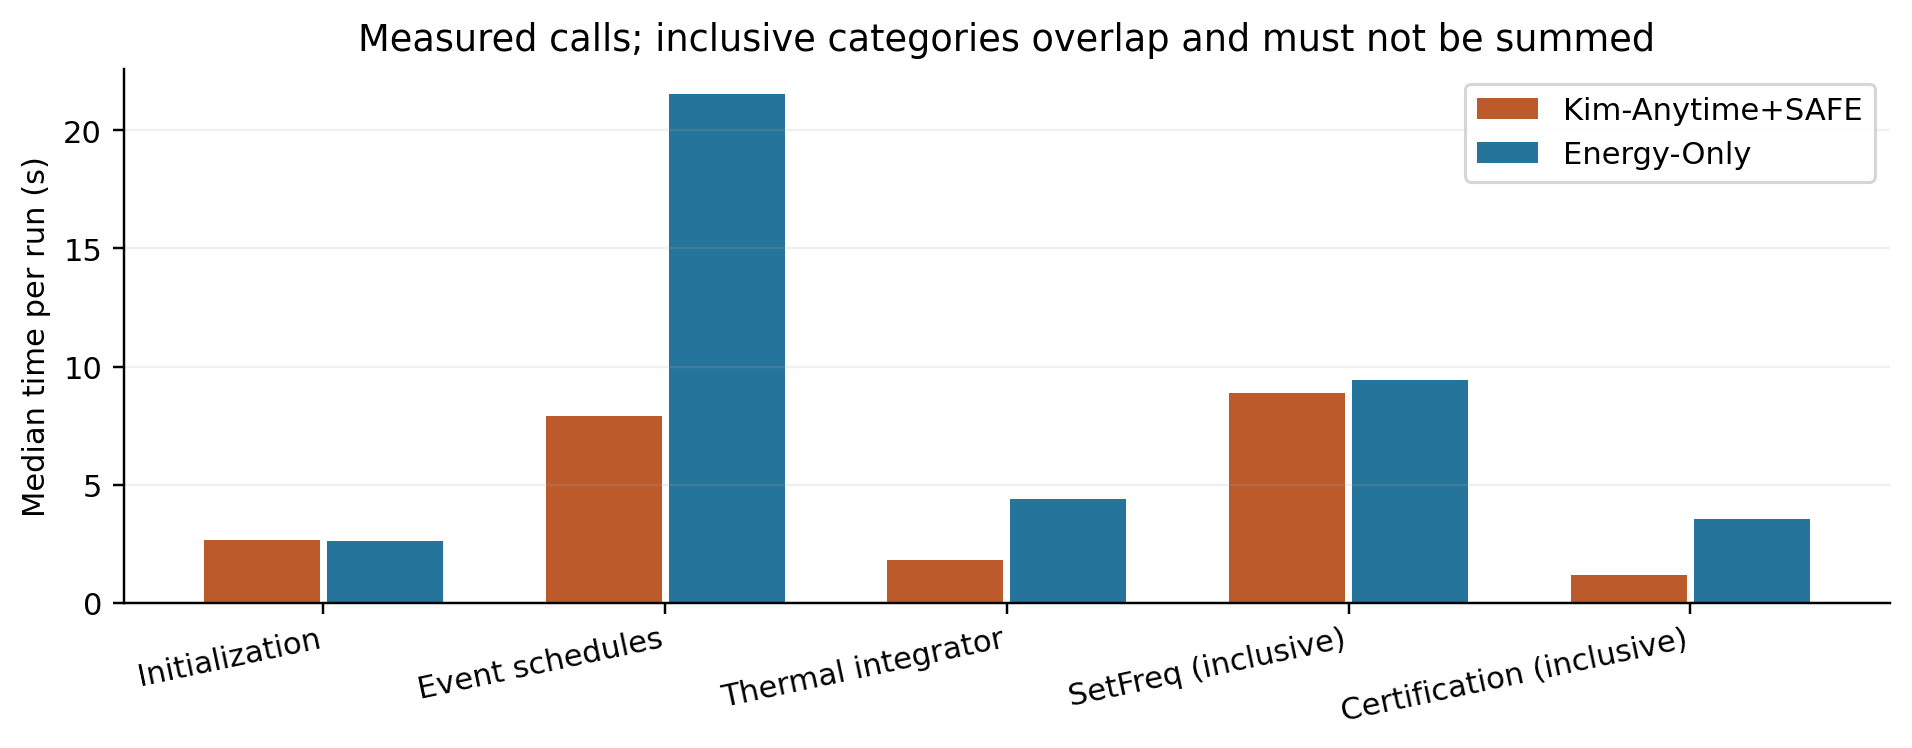 Measured calls; inclusive categories overlap and must not be summed
Kim-Anytime+SAFE
Energy-Only
Median time per run (s)
20
15
10
5
0
Initialization
Event schedules
Thermal integrator
SetFreq (inclusive)
Certification (inclusive)